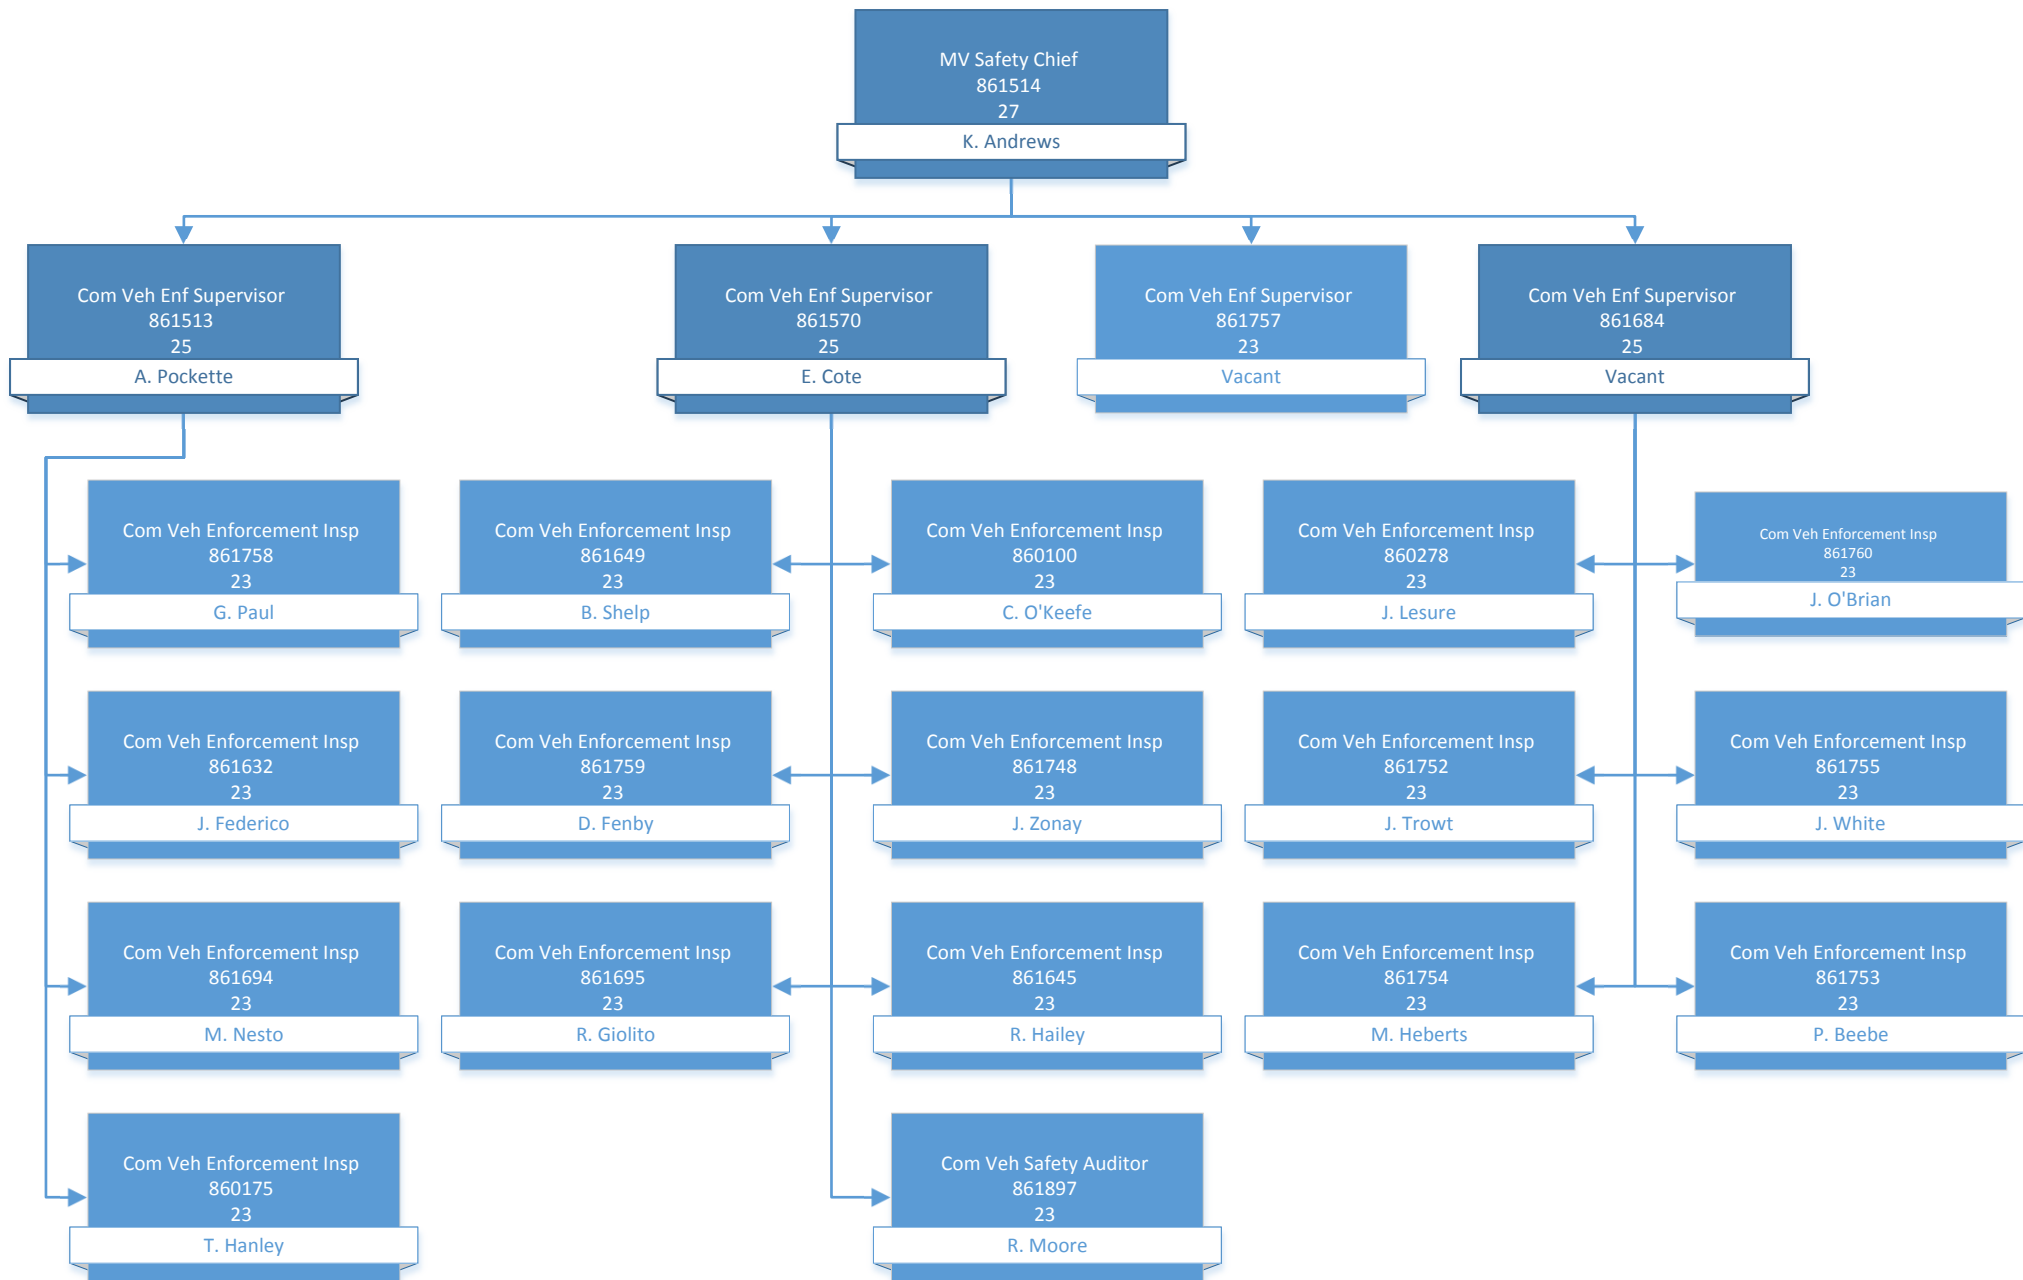 MV Safety Chief
861514
27
K. Andrews
Com Veh Enf Supervisor
861513
25
A. Pockette
Com Veh Enf Supervisor
861570
25
E. Cote
Com Veh Enf Supervisor
861757
23
Vacant
Com Veh Enf Supervisor
861684
25
Vacant
Com Veh Enforcement Insp
861758
23
G. Paul
Com Veh Enforcement Insp
861649
23
B. Shelp
Com Veh Enforcement Insp
860100
23
C. O'Keefe
Com Veh Enforcement Insp
860278
23
J. Lesure
Com Veh Enforcement Insp
861760
23
J. O'Brian
Com Veh Enforcement Insp
861632
23
J. Federico
Com Veh Enforcement Insp
861759
23
D. Fenby
Com Veh Enforcement Insp
861748
23
J. Zonay
Com Veh Enforcement Insp
861752
23
J. Trowt
Com Veh Enforcement Insp
861755
23
J. White
Com Veh Enforcement Insp
861694
23
M. Nesto
Com Veh Enforcement Insp
861695
23
R. Giolito
Com Veh Enforcement Insp
861645
23
R. Hailey
Com Veh Enforcement Insp
861754
23
M. Heberts
Com Veh Enforcement Insp
861753
23
P. Beebe
Com Veh Enforcement Insp
860175
23
T. Hanley
Com Veh Safety Auditor
861897
23
R. Moore